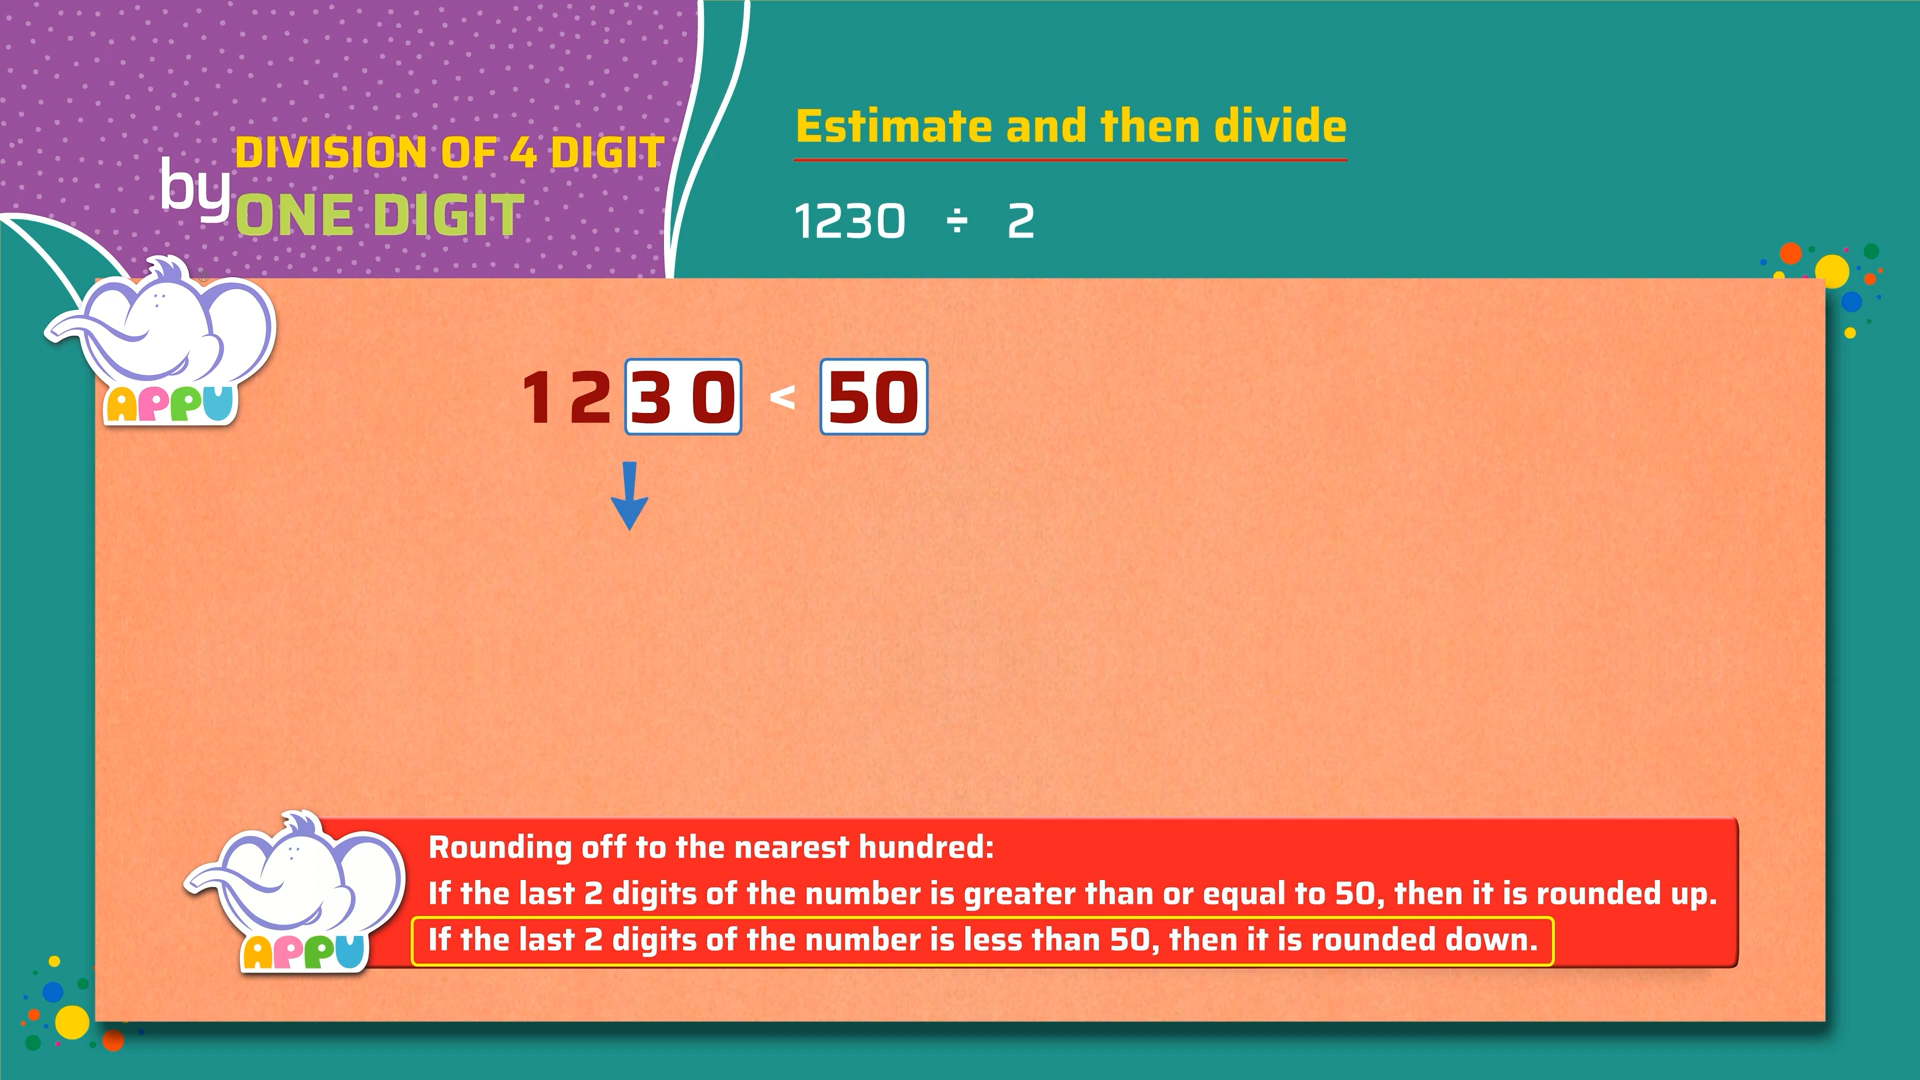 DIVISION OF 4 DIGIT
by ONE DIGIT
Estimate and then divide
1230 ÷ 2
APPU
1 2 3 0 < 50
Rounding off to the nearest hundred:
If the last 2 digits of the number is greater than or equal to 50, then it is rounded up.
If the last 2 digits of the number is less than 50, then it is rounded down.
APPU